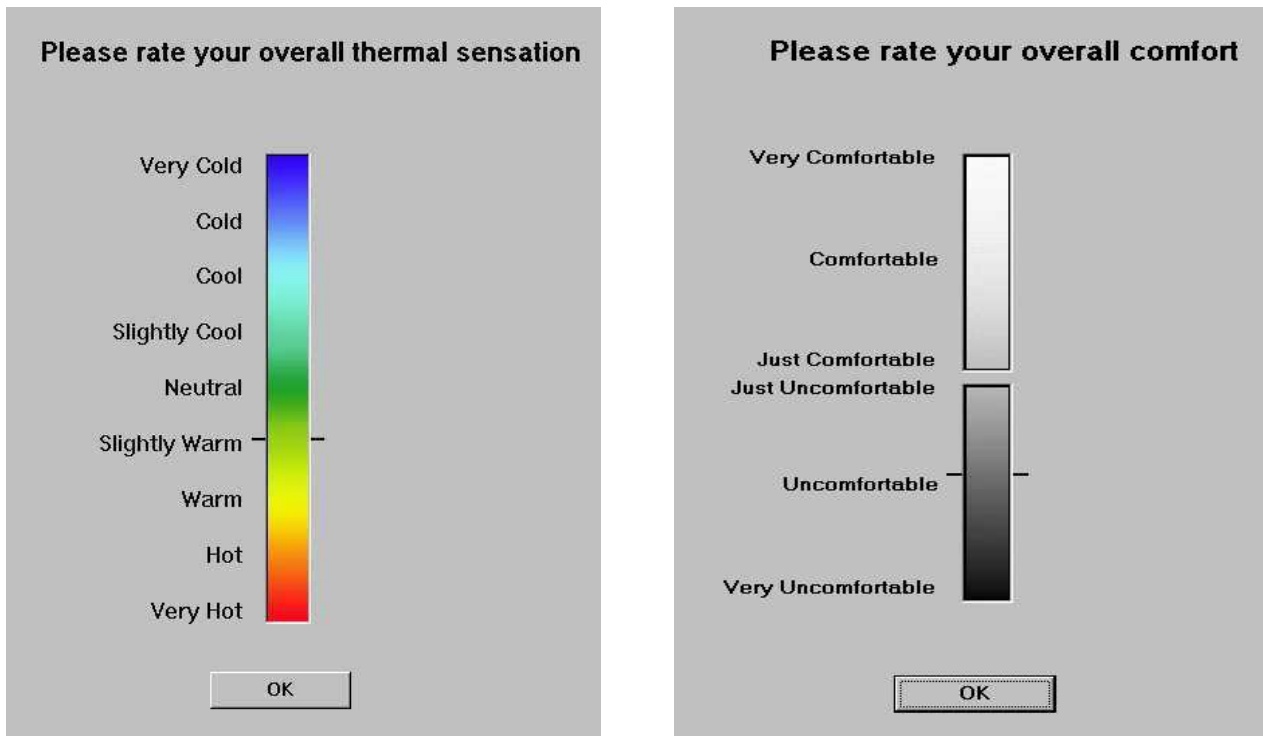 Please rate your overall thermal sensation
Very Cold
Cold
Cool
Slightly Cool
Neutral
Slightly Warm
Warm
Hot
Very Hot
OK
Please rate your overall comfort
Very Comfortable
Comfortable
Just Comfortable
Just Uncomfortable
Uncomfortable
Very Uncomfortable
OK